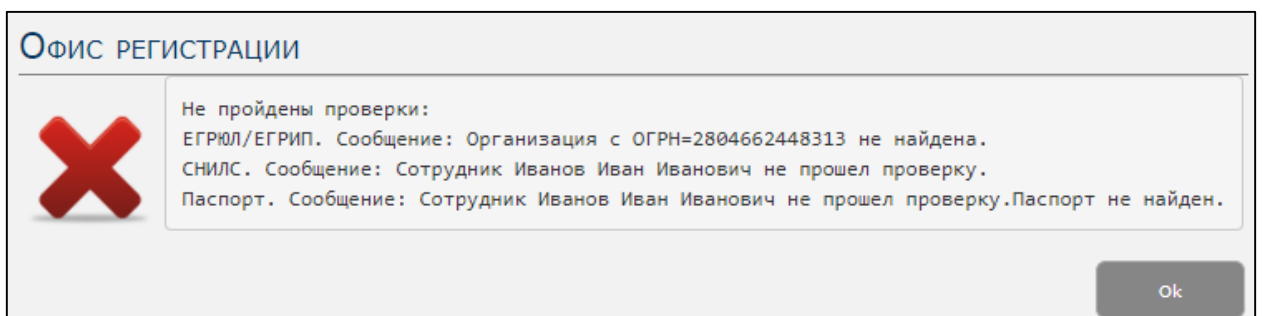 Офис регистрации
Не пройдены проверки:
ЕГРЮЛ/ЕГРИП. Сообщение: Организация с ОГРН=2804662448313 не найдена.
СНИЛС. Сообщение: Сотрудник Иванов Иван Иванович не прошел проверку.
Паспорт. Сообщение: Сотрудник Иванов Иван Иванович не прошел проверку.Паспорт не найден.
Ok